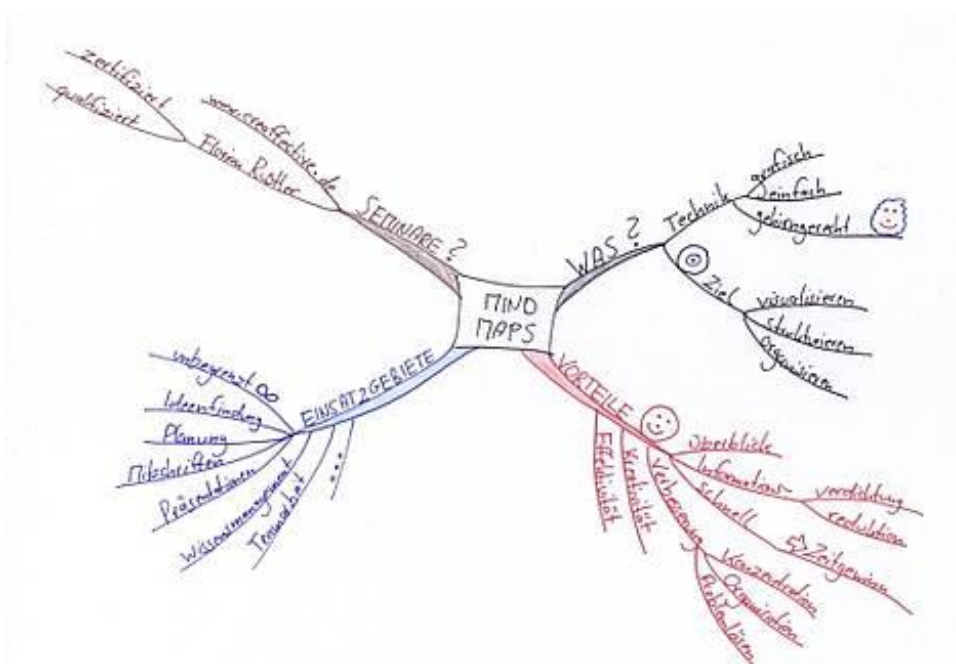 MIND
MAPS
WAS?
Technik
grafisch
einfach
gehirngerecht
Ziel
visualisieren
strukturieren
organisieren
VORTEILE
Überblicke
Informations-
verdichtung
reduktion
schnell
Zeitgewinn
Verbesserung
Konzentration
Organisation
Problemlösen
Kreativität
Effektivität
EINSATZGEBIETE
unbegrenzt ∞
Ideenfindung
Planung
Mitschriften
Präsentationen
Wissensmanagement
Teamarbeit
...
SEMINARE?
www.creaffective.de
Florian Rustler
zertifiziert
qualifiziert